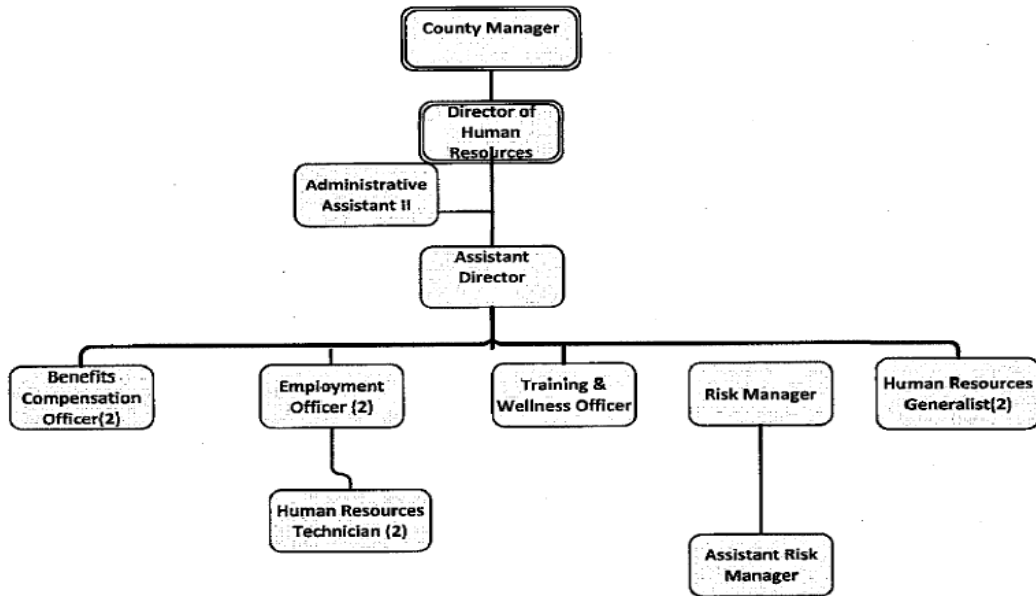 County Manager
Director of
Human
Resources
Administrative
Assistant II
Assistant
Director
Benefits
Compensation
Officer(2)
Employment
Officer (2)
Training &
Wellness Officer
Risk Manager
Human Resources
Generalist(2)
Human Resources
Technician (2)
Assistant Risk
Manager